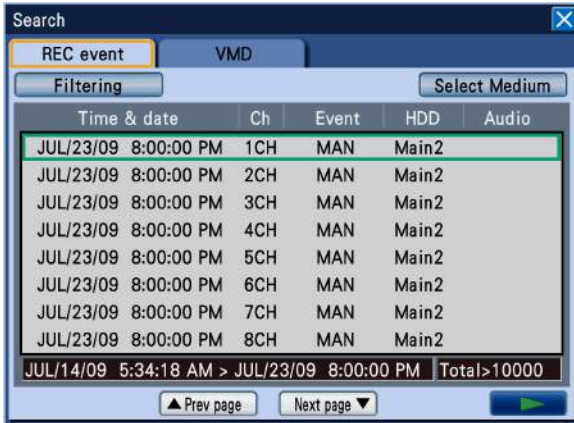 Search
REC event VMD
Filtering Select Medium
Time & date Ch Event HDD Audio
JUL/23/09 8:00:00 PM 1CH MAN Main2
JUL/23/09 8:00:00 PM 2CH MAN Main2
JUL/23/09 8:00:00 PM 3CH MAN Main2
JUL/23/09 8:00:00 PM 4CH MAN Main2
JUL/23/09 8:00:00 PM 5CH MAN Main2
JUL/23/09 8:00:00 PM 6CH MAN Main2
JUL/23/09 8:00:00 PM 7CH MAN Main2
JUL/23/09 8:00:00 PM 8CH MAN Main2
JUL/14/09 5:34:18 AM > JUL/23/09 8:00:00 PM Total>10000
▲ Prev page Next page ▼